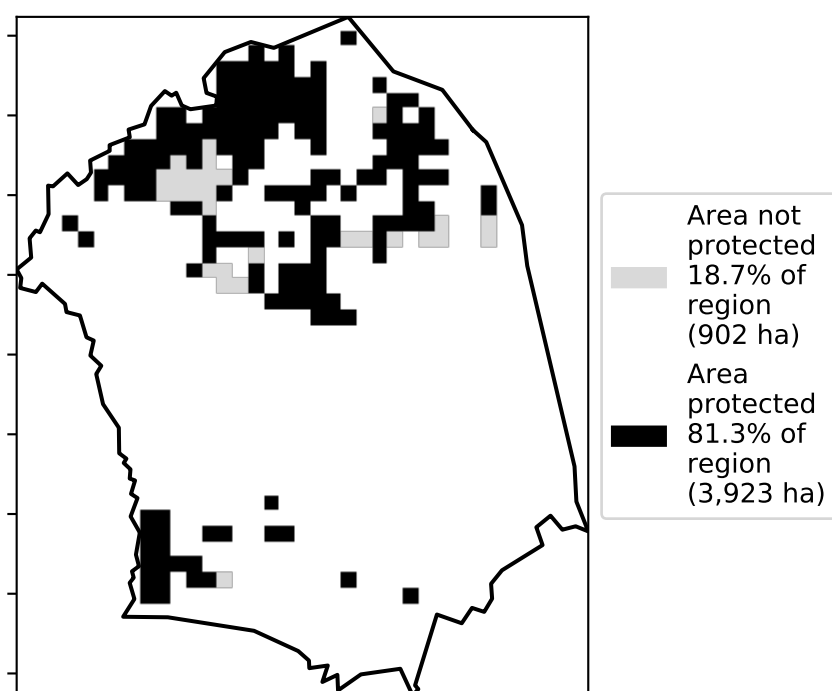 Area not
protected
18.7% of
region
(902 ha)
Area
protected
81.3% of
region
(3,923 ha)